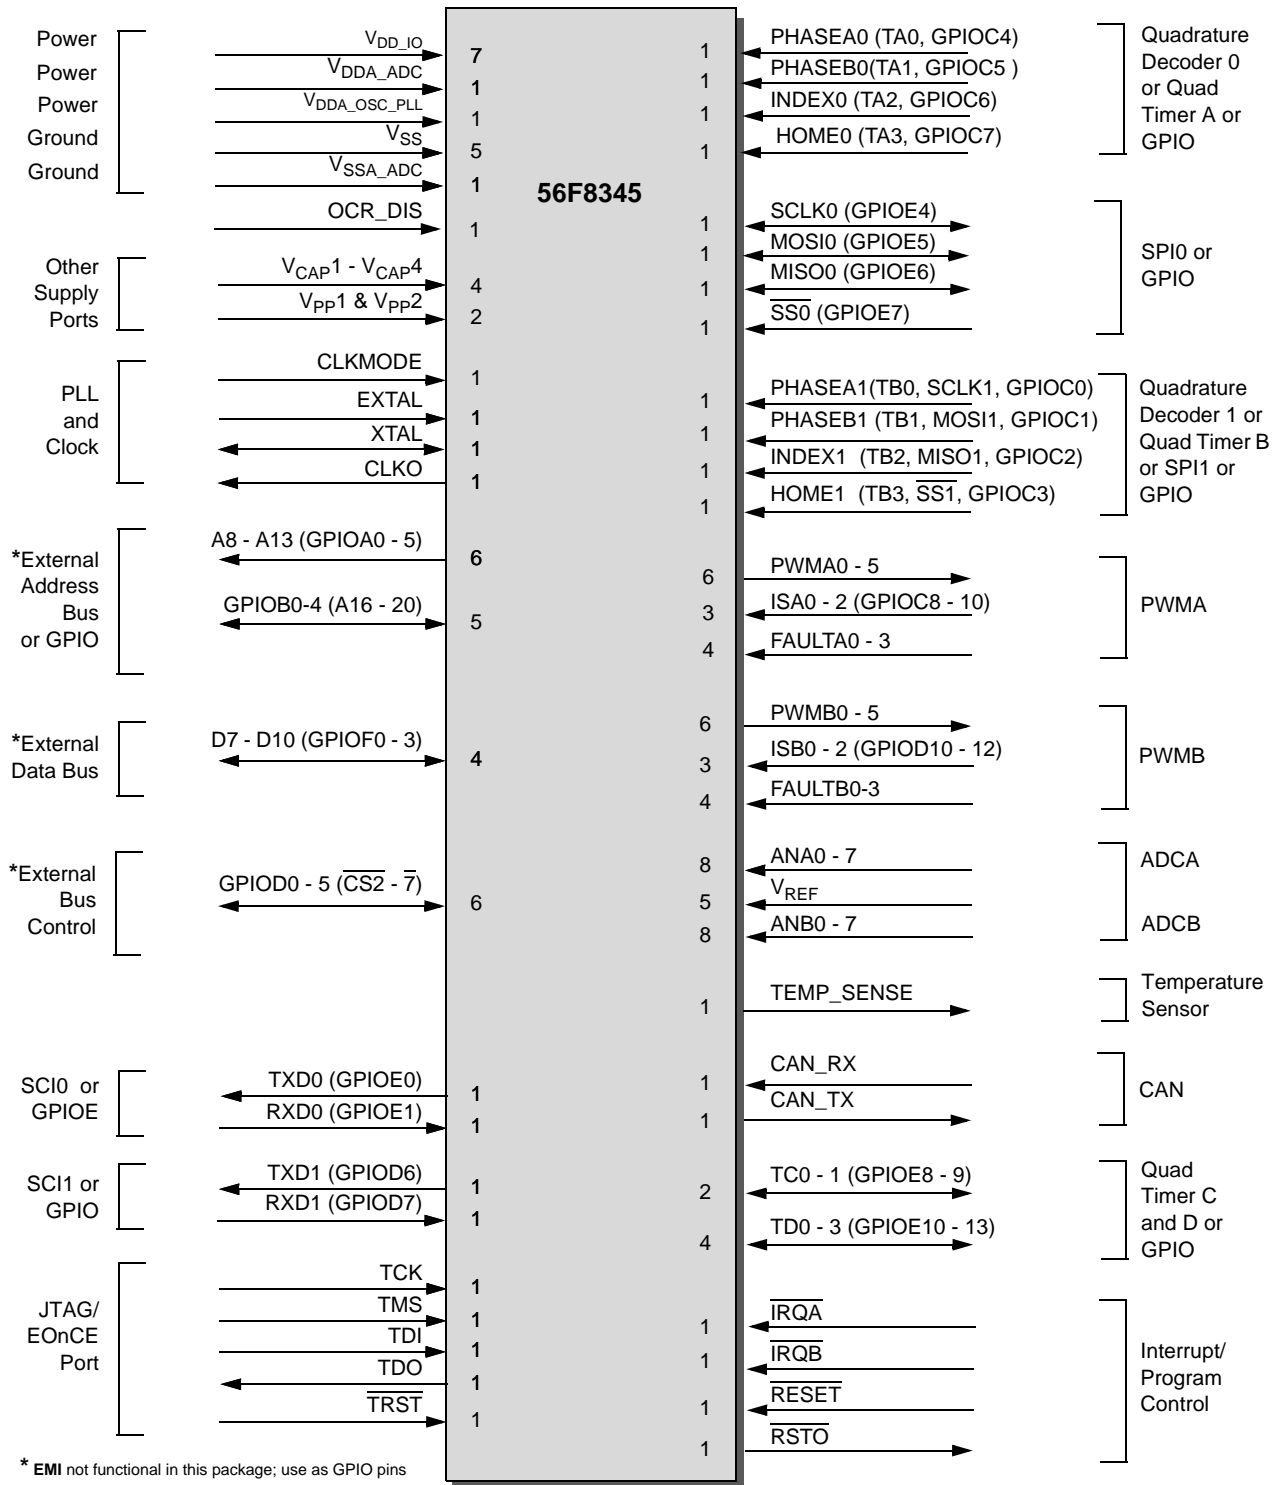 Power
Power
Power
Ground
Ground
V_DD_IO
7
V_DDA_ADC
1
V_DDA_OSC_PLL
1
V_SS
5
V_SSA_ADC
1
OCR_DIS
1
Other
Supply
Ports
V_CAP1 - V_CAP4
4
V_PP1 & V_PP2
2
PLL
and
Clock
CLKMODE
1
EXTAL
1
XTAL
1
CLKO
1
*External
Address
Bus
or GPIO
A8 - A13 (GPIOA0 - 5)
6
GPIOB0-4 (A16 - 20)
5
*External
Data Bus
D7 - D10 (GPIOF0 - 3)
4
*External
Bus
Control
GPIOD0 - 5 (CS2 - 7)
6
SCI0 or
GPIOE
TXD0 (GPIOE0)
1
RXD0 (GPIOE1)
1
SCI1 or
GPIO
TXD1 (GPIOD6)
1
RXD1 (GPIOD7)
1
JTAG/
EOnCE
Port
TCK
1
TMS
1
TDI
1
TDO
1
TRST
1
* EMI not functional in this package; use as GPIO pins
56F8345
1 PHASEA0 (TA0, GPIOC4)
1 PHASEB0(TA1, GPIOC5 )
1 INDEX0 (TA2, GPIOC6)
1 HOME0 (TA3, GPIOC7)
Quadrature
Decoder 0
or Quad
Timer A or
GPIO
1 SCLK0 (GPIOE4)
1 MOSI0 (GPIOE5)
1 MISO0 (GPIOE6)
1 SS0 (GPIOE7)
SPI0 or
GPIO
1 PHASEA1(TB0, SCLK1, GPIOC0)
1 PHASEB1 (TB1, MOSI1, GPIOC1)
1 INDEX1 (TB2, MISO1, GPIOC2)
1 HOME1 (TB3, SS1, GPIOC3)
Quadrature
Decoder 1 or
Quad Timer B
or SPI1 or
GPIO
6 PWMA0 - 5
3 ISA0 - 2 (GPIOC8 - 10)
4 FAULTA0 - 3
PWMA
6 PWMB0 - 5
3 ISB0 - 2 (GPIOD10 - 12)
4 FAULTB0-3
PWMB
8 ANA0 - 7
5 V_REF
8 ANB0 - 7
ADCA
ADCB
1 TEMP_SENSE
Temperature
Sensor
1 CAN_RX
1 CAN_TX
CAN
2 TC0 - 1 (GPIOE8 - 9)
4 TD0 - 3 (GPIOE10 - 13)
Quad
Timer C
and D or
GPIO
1 IRQA
1 IRQB
1 RESET
1 RSTO
Interrupt/
Program
Control